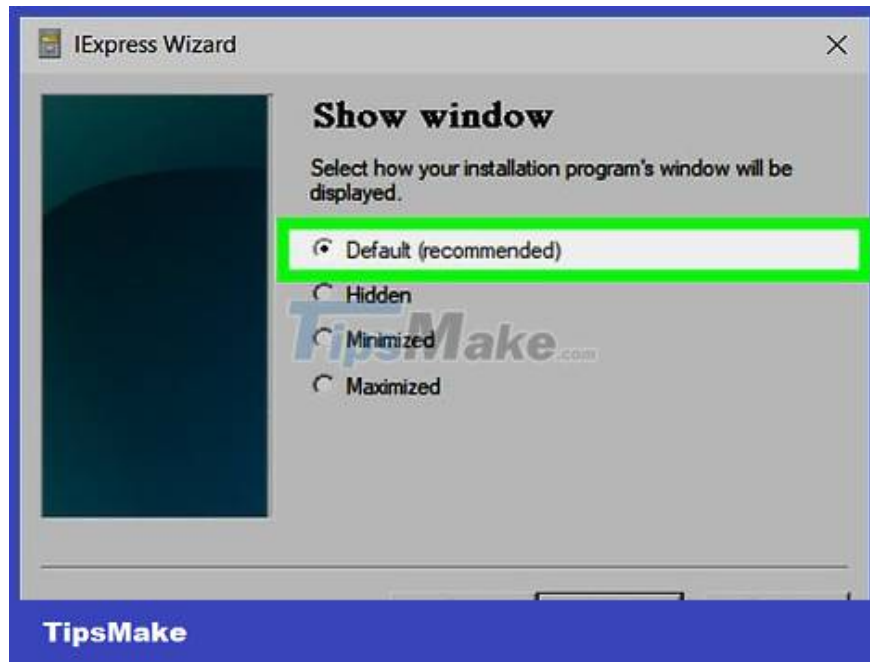 IExpress Wizard
Show window
Select how your installation program's window will be
displayed.
Default (recommended)
Hidden
Minimized
TipsMake.com
Maximized
TipsMake